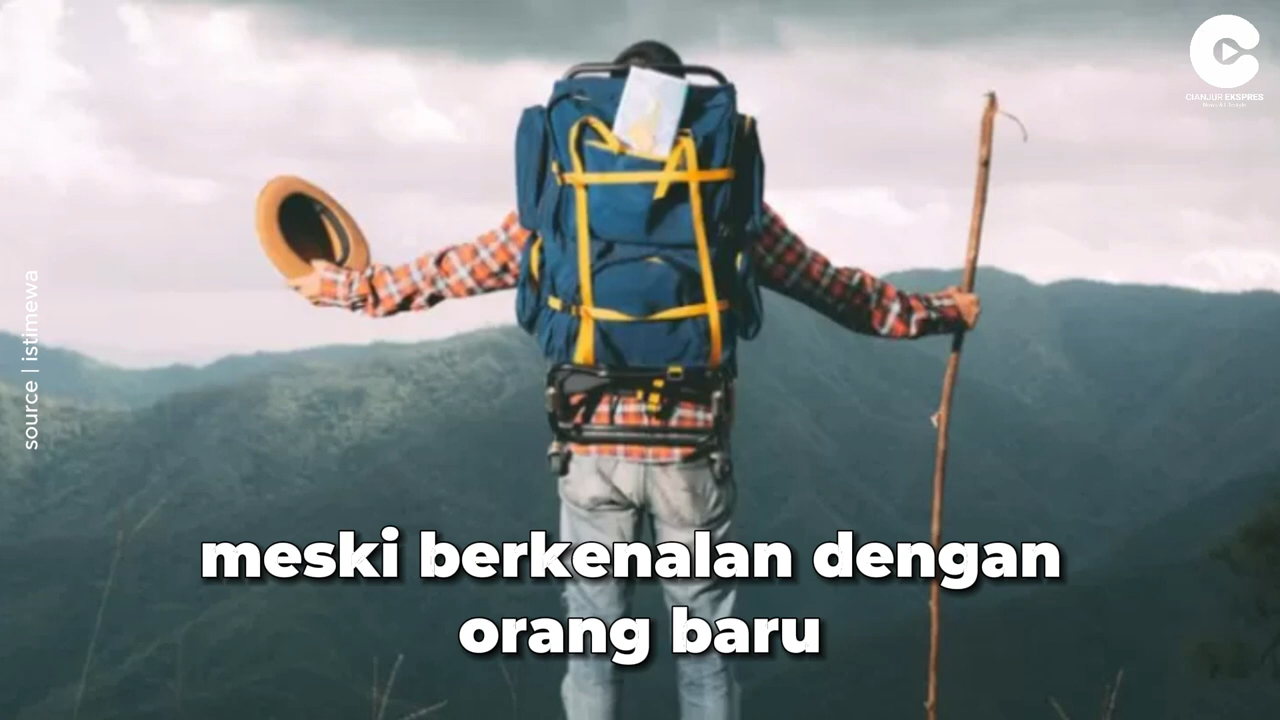 CIANJUR EKSPRES
source | istimewa
meski berkenalan dengan
orang baru